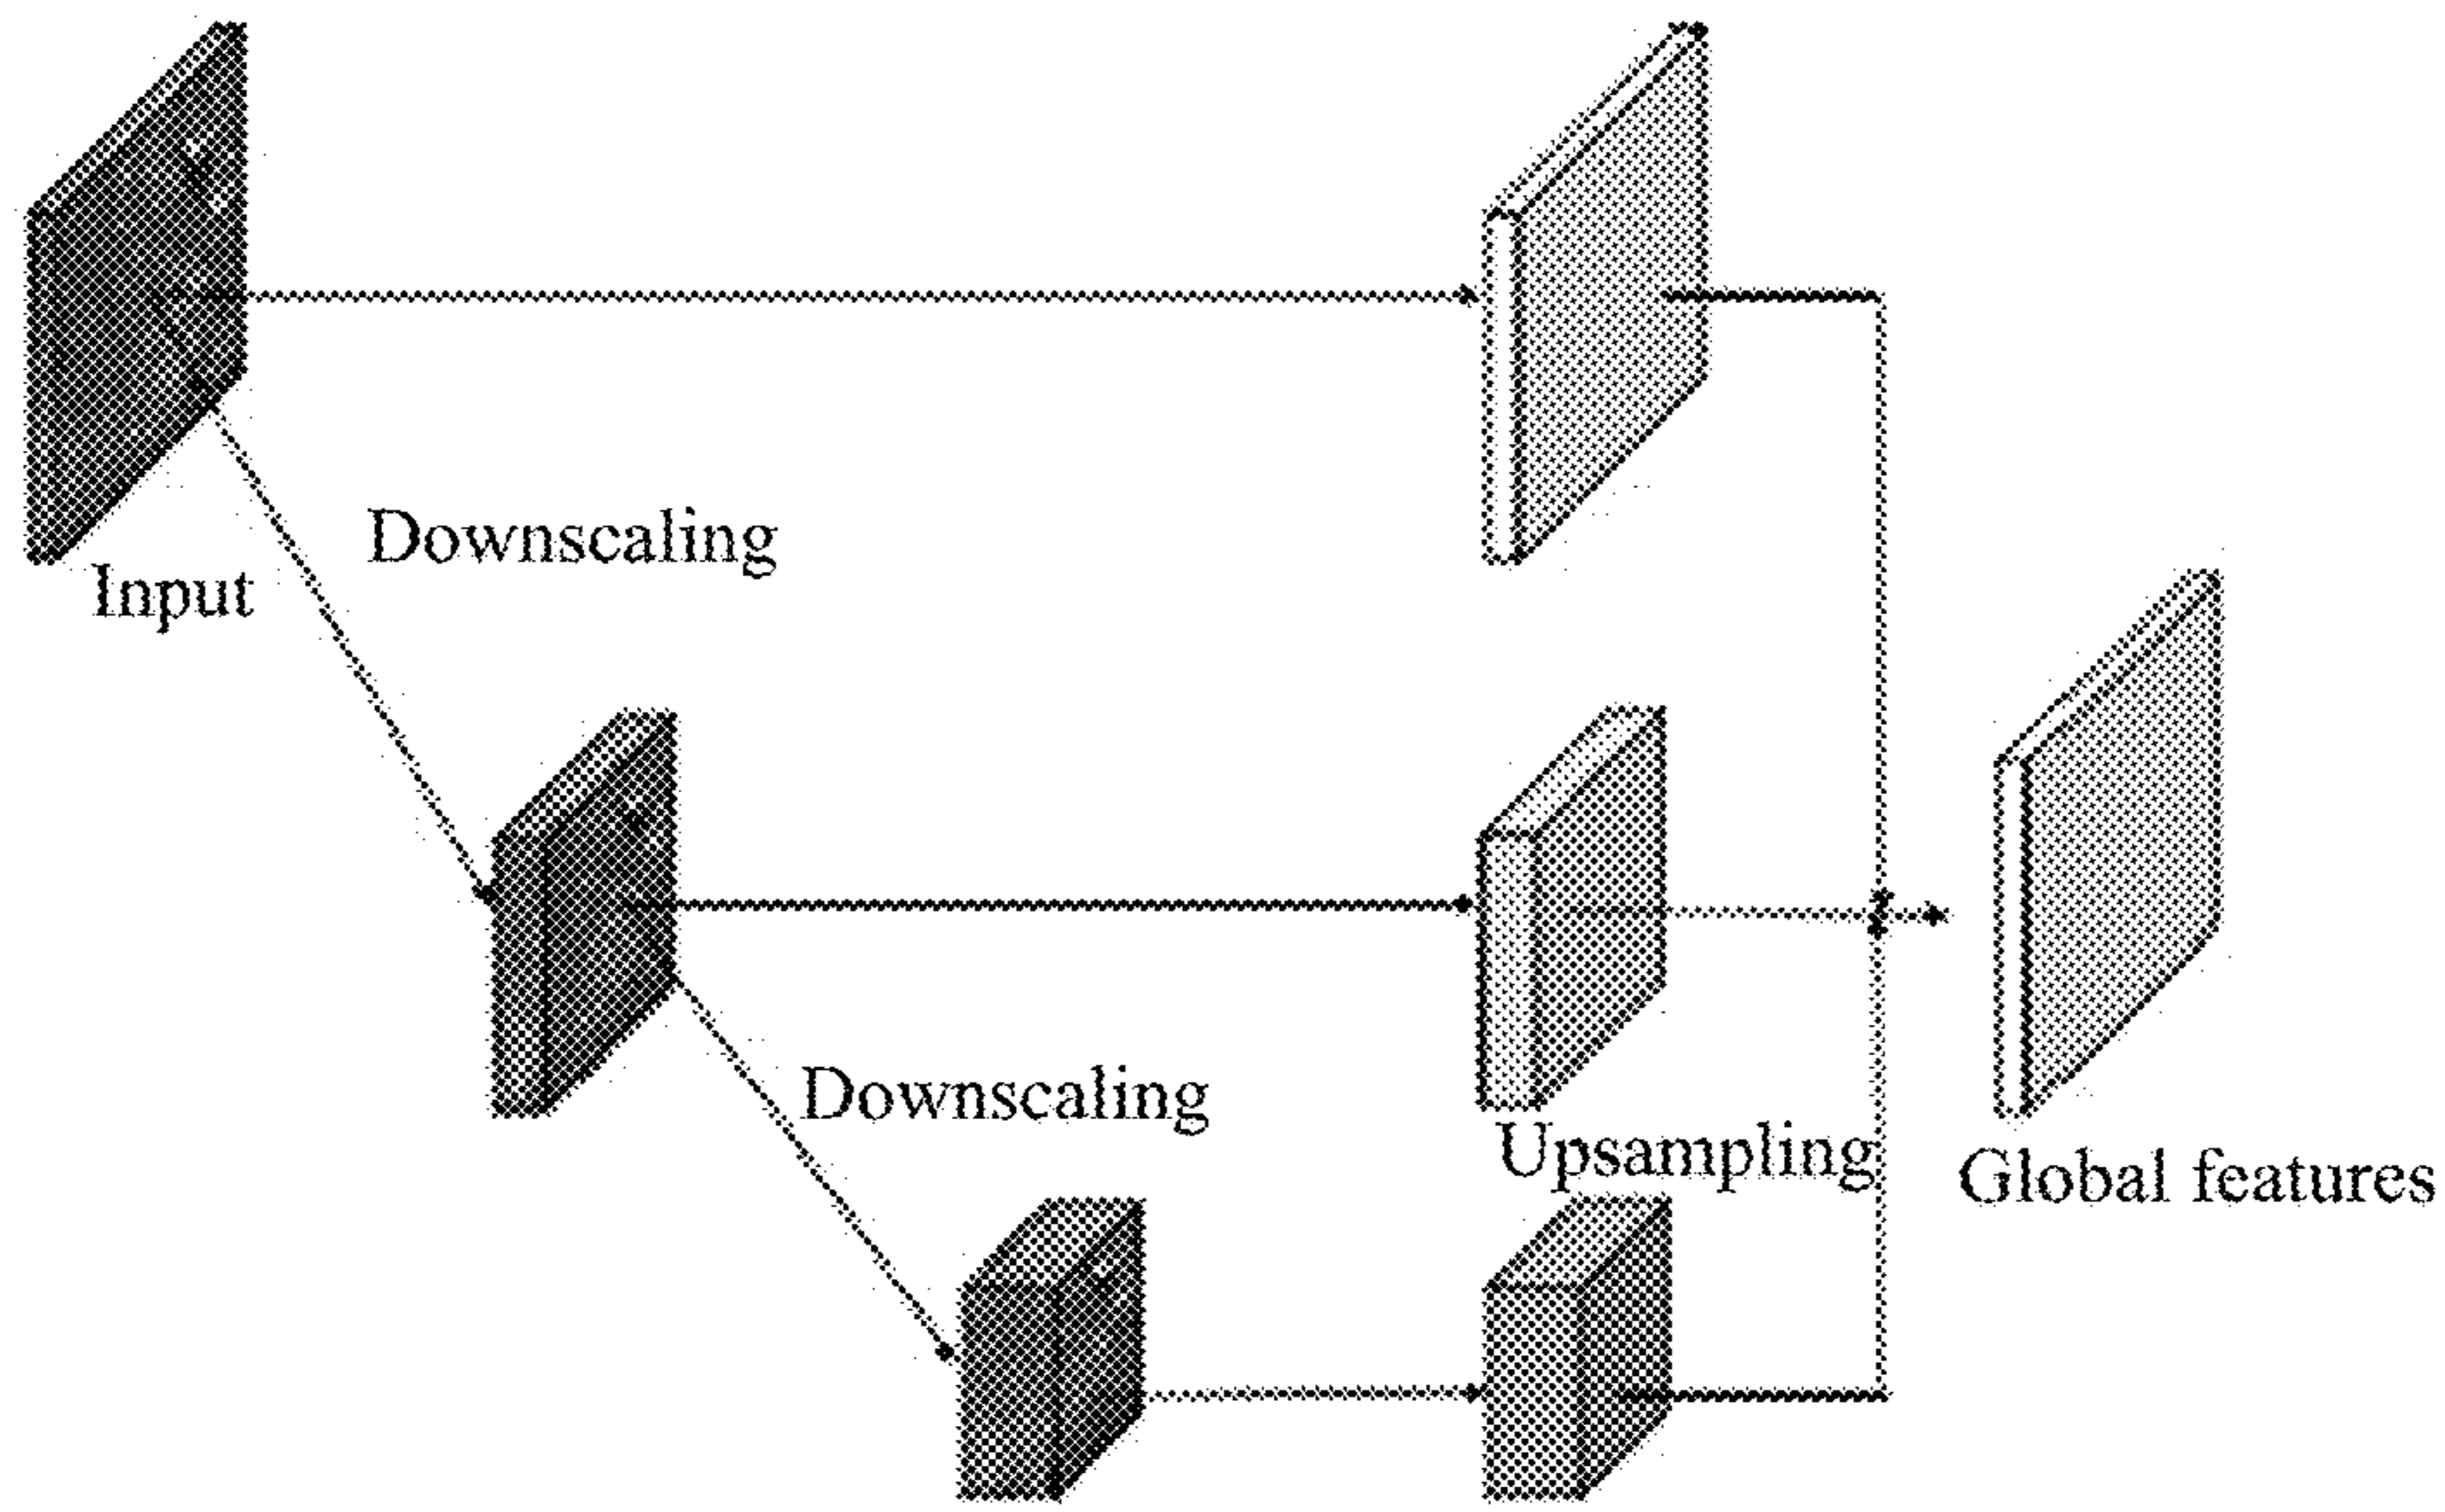 Downscaling
Input
Downscaling
Upsampling
Global features